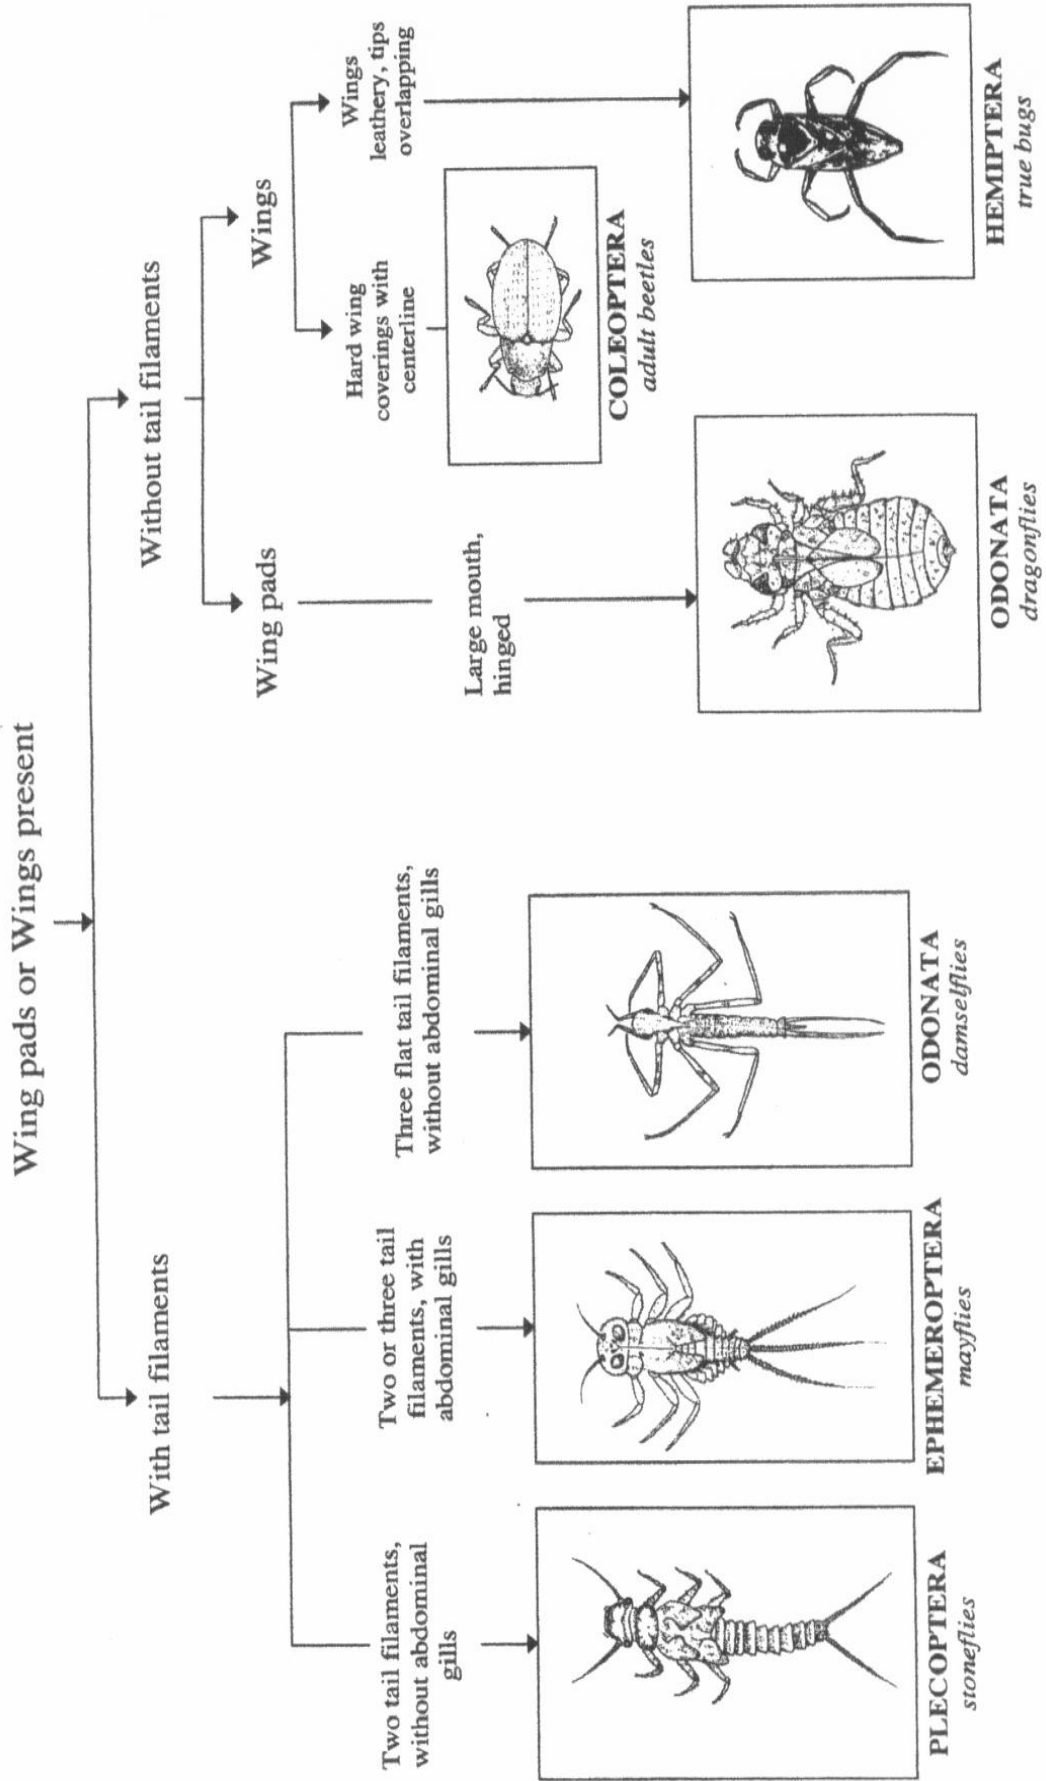 Wing pads or Wings present
With tail filaments
Without tail filaments
Two tail filaments,
without abdominal
gills
Two or three tail
filaments, with
abdominal gills
Three flat tail filaments,
without abdominal gills
Wing pads
Wings
Large mouth,
hinged
Hard wing
coverings with
centerline
Wings
leathery, tips
overlapping
PLECOPTERA
stoneflies
EPHEMEROPTERA
mayflies
ODONATA
damselflies
ODONATA
dragonflies
COLEOPTERA
adult beetles
HEMIPTERA
true bugs